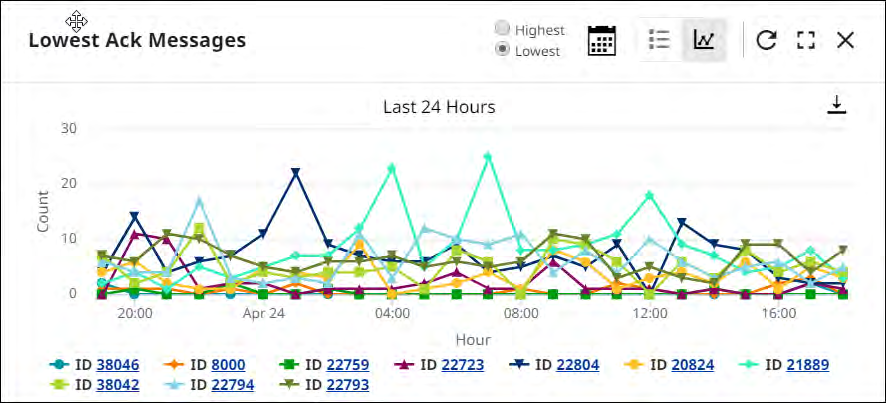 Lowest Ack Messages
Highest
Lowest
Last 24 Hours
30
20
10
0
Count
20:00 Apr 24 04:00 08:00 12:00 16:00
Hour
ID 38046 ID 8000 ID 22759 ID 22723 ID 22804 ID 20824 ID 21889
ID 38042 ID 22794 ID 22793